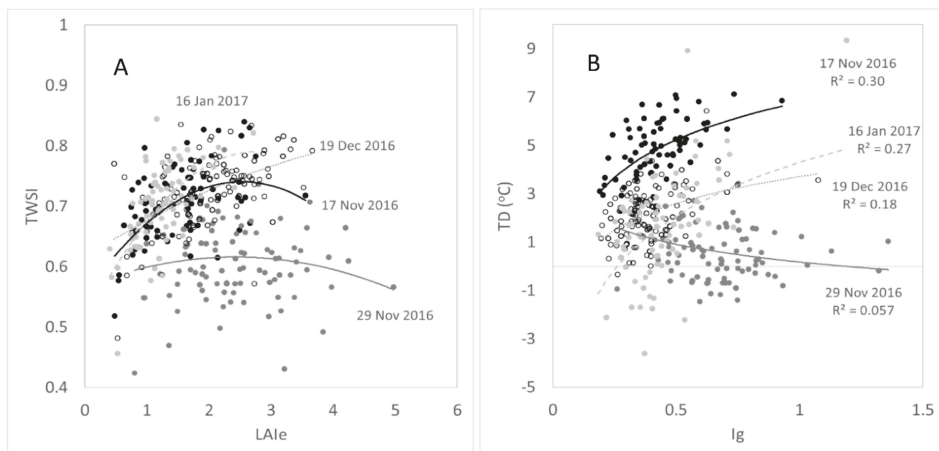 A
1
0.9
0.8
0.7
0.6
0.5
0.4
TWSI
16 Jan 2017
19 Dec 2016
17 Nov 2016
29 Nov 2016
0 1 2 3 4 5 6
LAIe
B
9
7
5
3
1
-1
-3
-5
TD (°C)
17 Nov 2016
R² = 0.30
16 Jan 2017
R² = 0.27
19 Dec 2016
R² = 0.18
29 Nov 2016
R² = 0.057
0 0.5 1 1.5
Ig